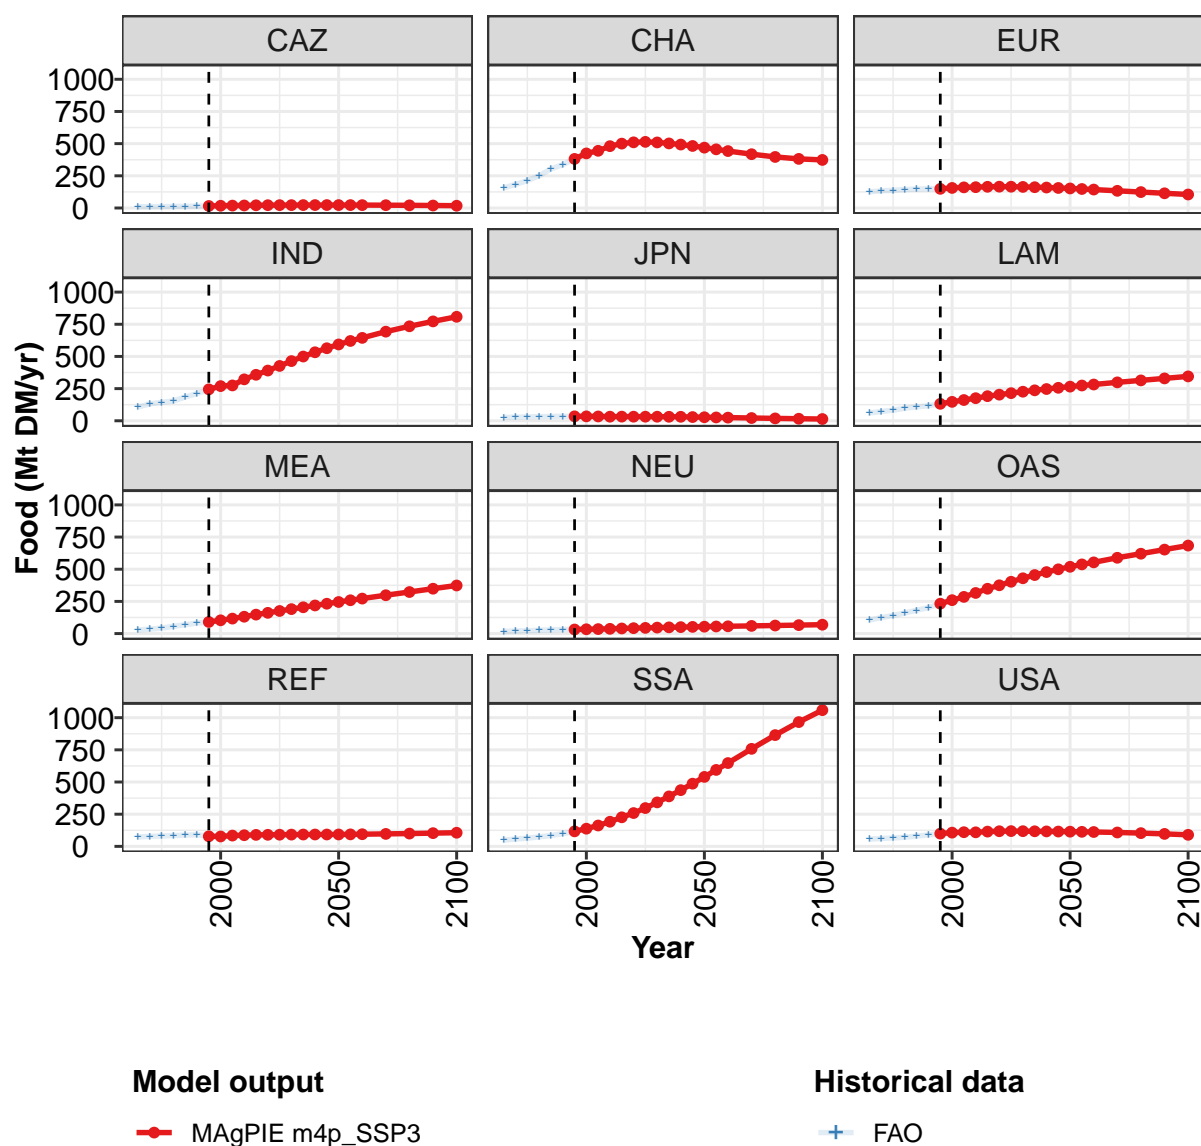 CAZ CHA EUR
1000
750
500
250
0
IND JPN LAM
1000
750
500
250
0
MEA NEU OAS
1000
750
500
250
0
REF SSA USA
1000
750
500
250
0
Food (Mt DM/yr)
2000 2050 2100 2000 2050 2100 2000 2050 2100
Year
Model output Historical data
MAgPIE m4p_SSP3 FAO